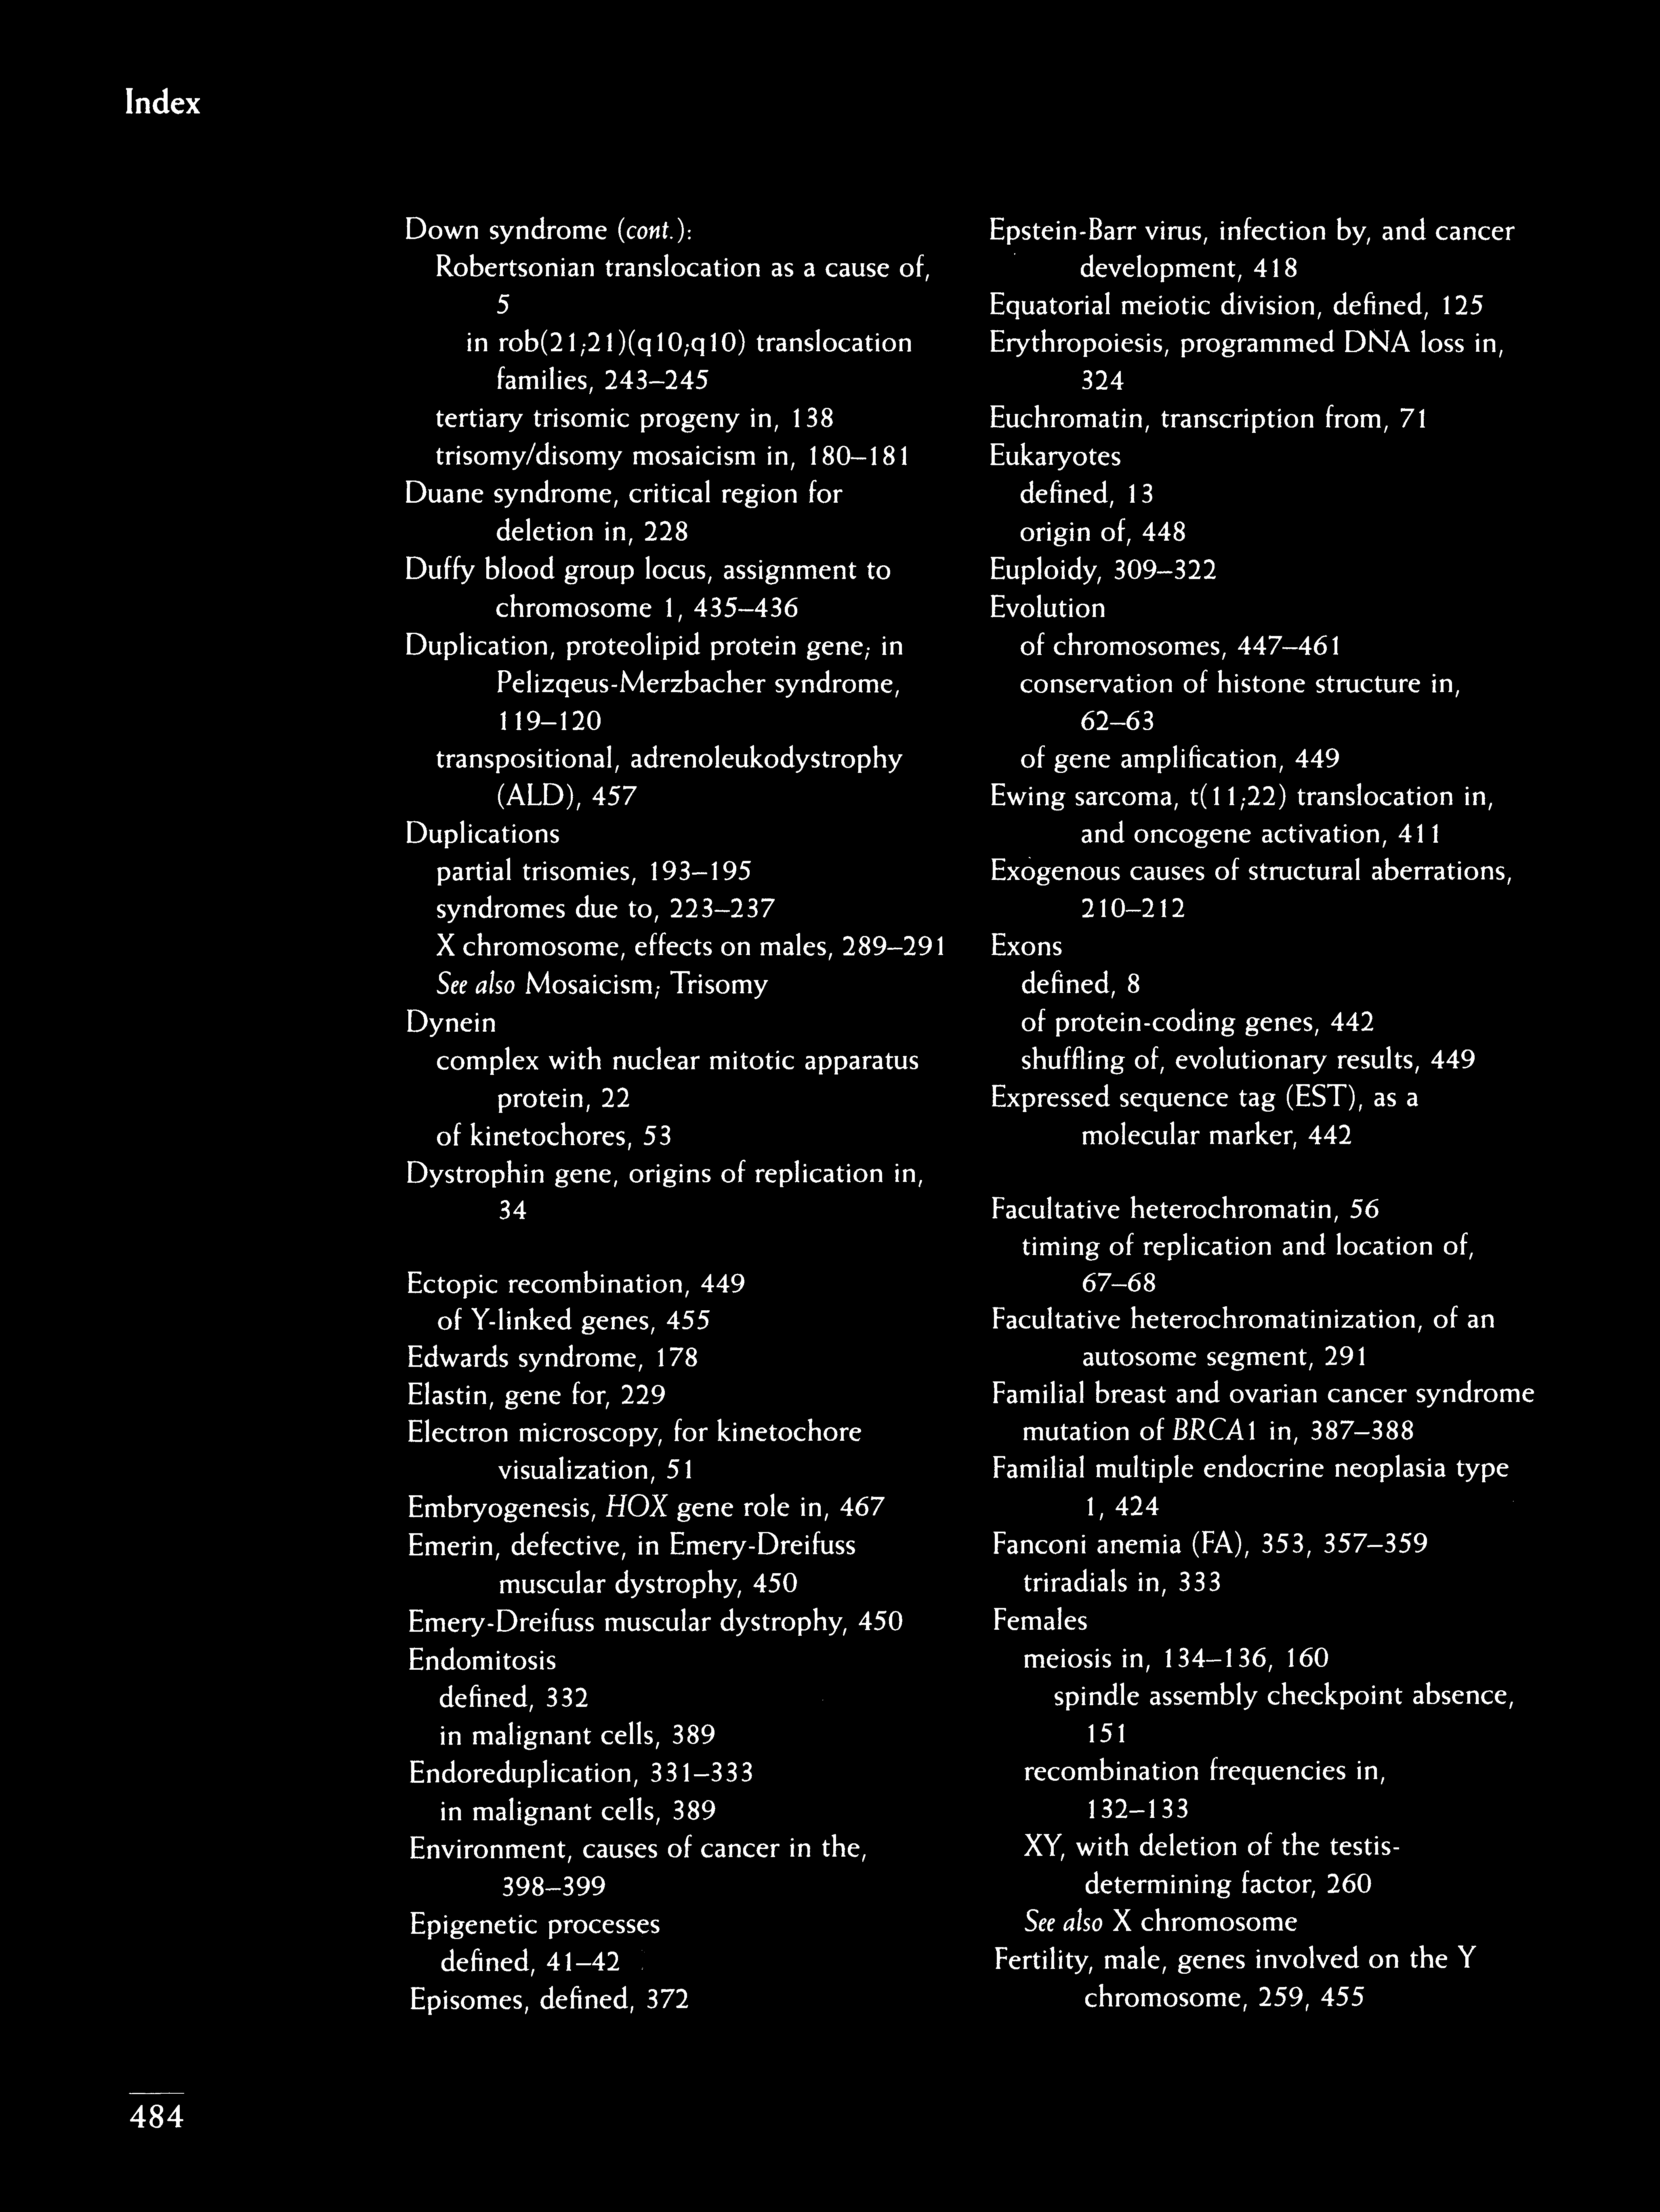 Index
Down syndrome (cont.):
Robertsonian translocation as a cause of,
5
in rob(21;21)(q10;q10) translocation
families, 243–245
tertiary trisomic progeny in, 138
trisomy/disomy mosaicism in, 180–181
Duane syndrome, critical region for
deletion in, 228
Duffy blood group locus, assignment to
chromosome 1, 435–436
Duplication, proteolipid protein gene; in
Pelizqeus-Merzbacher syndrome,
119–120
transpositional, adrenoleukodystrophy
(ALD), 457
Duplications
partial trisomies, 193–195
syndromes due to, 223–237
X chromosome, effects on males, 289–291
See also Mosaicism; Trisomy
Dynein
complex with nuclear mitotic apparatus
protein, 22
of kinetochores, 53
Dystrophin gene, origins of replication in,
34
Ectopic recombination, 449
of Y-linked genes, 455
Edwards syndrome, 178
Elastin, gene for, 229
Electron microscopy, for kinetochore
visualization, 51
Embryogenesis, HOX gene role in, 467
Emerin, defective, in Emery-Dreifuss
muscular dystrophy, 450
Emery-Dreifuss muscular dystrophy, 450
Endomitosis
defined, 332
in malignant cells, 389
Endoreduplication, 331–333
in malignant cells, 389
Environment, causes of cancer in the,
398–399
Epigenetic processes
defined, 41–42
Episomes, defined, 372
Epstein-Barr virus, infection by, and cancer
development, 418
Equatorial meiotic division, defined, 125
Erythropoiesis, programmed DNA loss in,
324
Euchromatin, transcription from, 71
Eukaryotes
defined, 13
origin of, 448
Euploidy, 309–322
Evolution
of chromosomes, 447–461
conservation of histone structure in,
62–63
of gene amplification, 449
Ewing sarcoma, t(11;22) translocation in,
and oncogene activation, 411
Exogenous causes of structural aberrations,
210–212
Exons
defined, 8
of protein-coding genes, 442
shuffling of, evolutionary results, 449
Expressed sequence tag (EST), as a
molecular marker, 442
Facultative heterochromatin, 56
timing of replication and location of,
67–68
Facultative heterochromatinization, of an
autosome segment, 291
Familial breast and ovarian cancer syndrome
mutation of BRCA1 in, 387–388
Familial multiple endocrine neoplasia type
1, 424
Fanconi anemia (FA), 353, 357–359
triradials in, 333
Females
meiosis in, 134–136, 160
spindle assembly checkpoint absence,
151
recombination frequencies in,
132–133
XY, with deletion of the testis-
determining factor, 260
See also X chromosome
Fertility, male, genes involved on the Y
chromosome, 259, 455
484